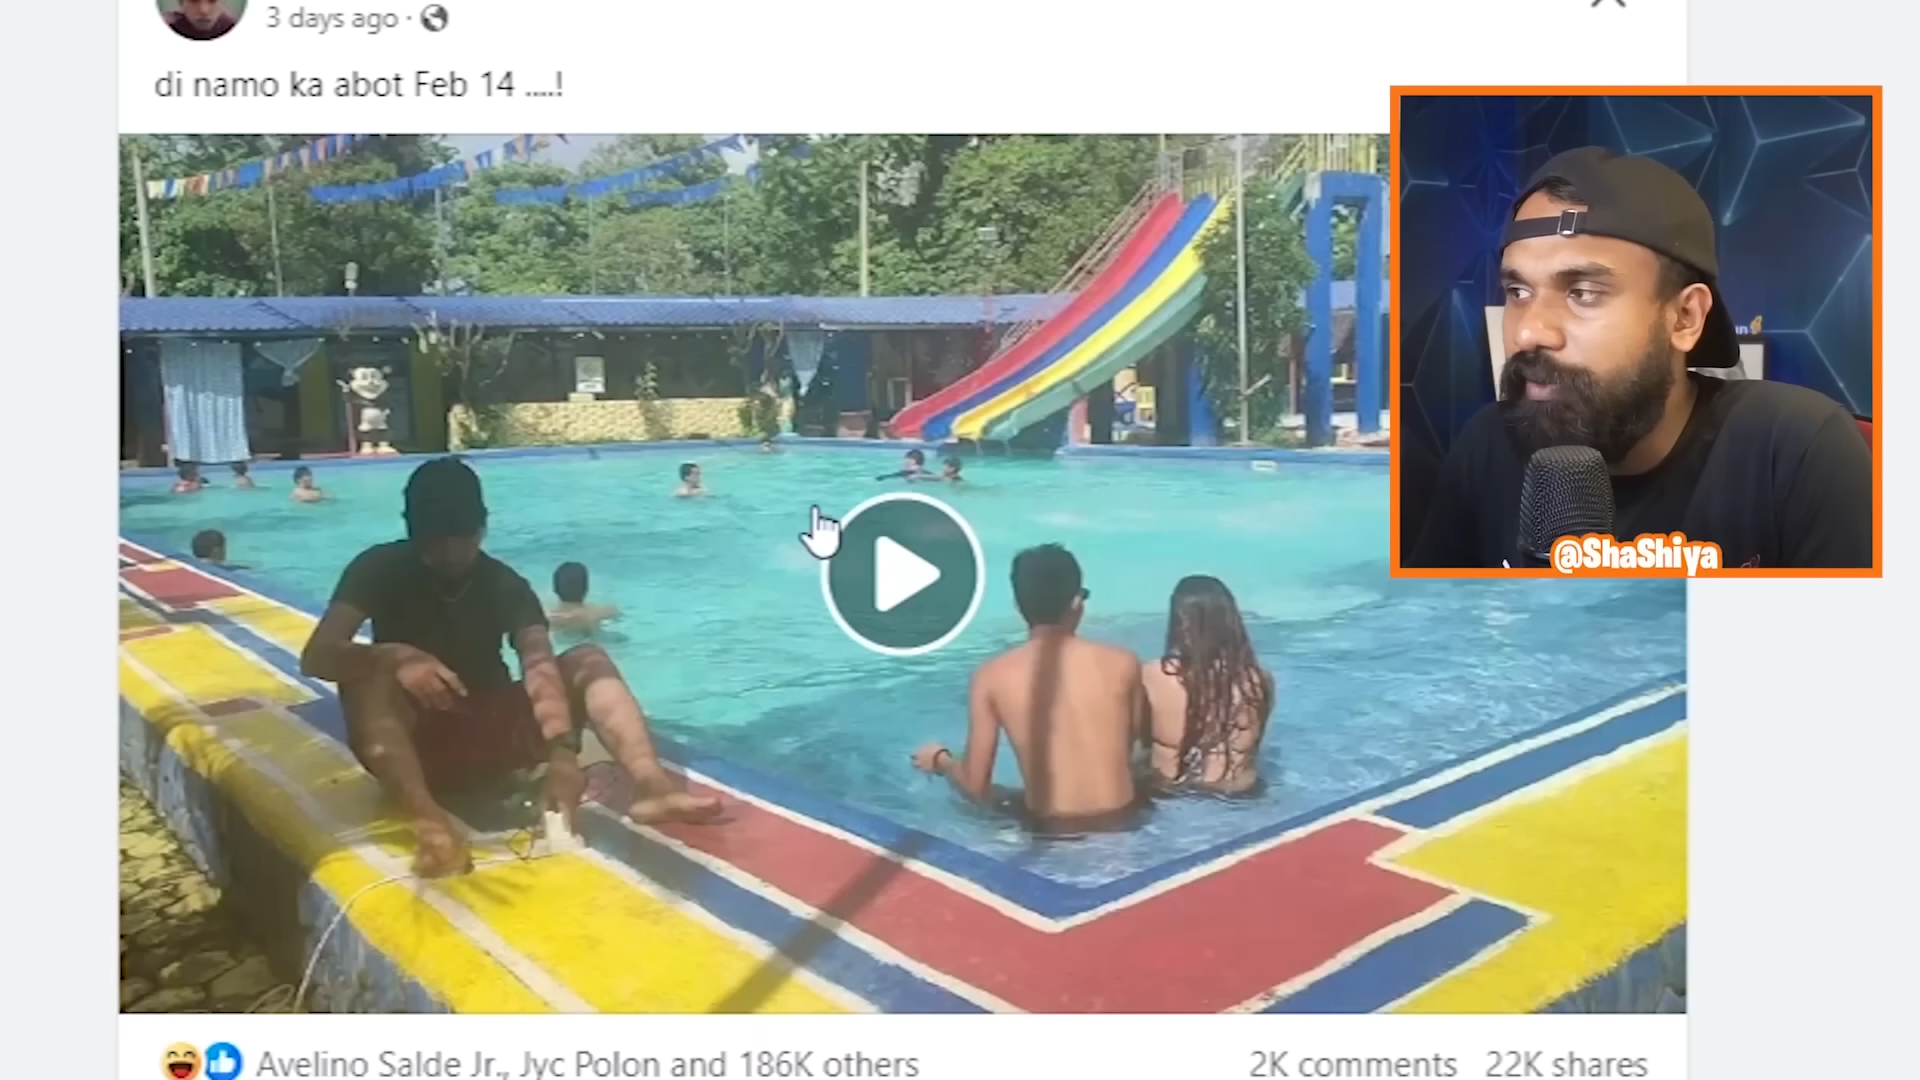 3 days ago ·
di namo ka abot Feb 14 ....!
@ShaShiya
Avelino Salde Jr., Jyc Polon and 186K others
2K comments 22K shares